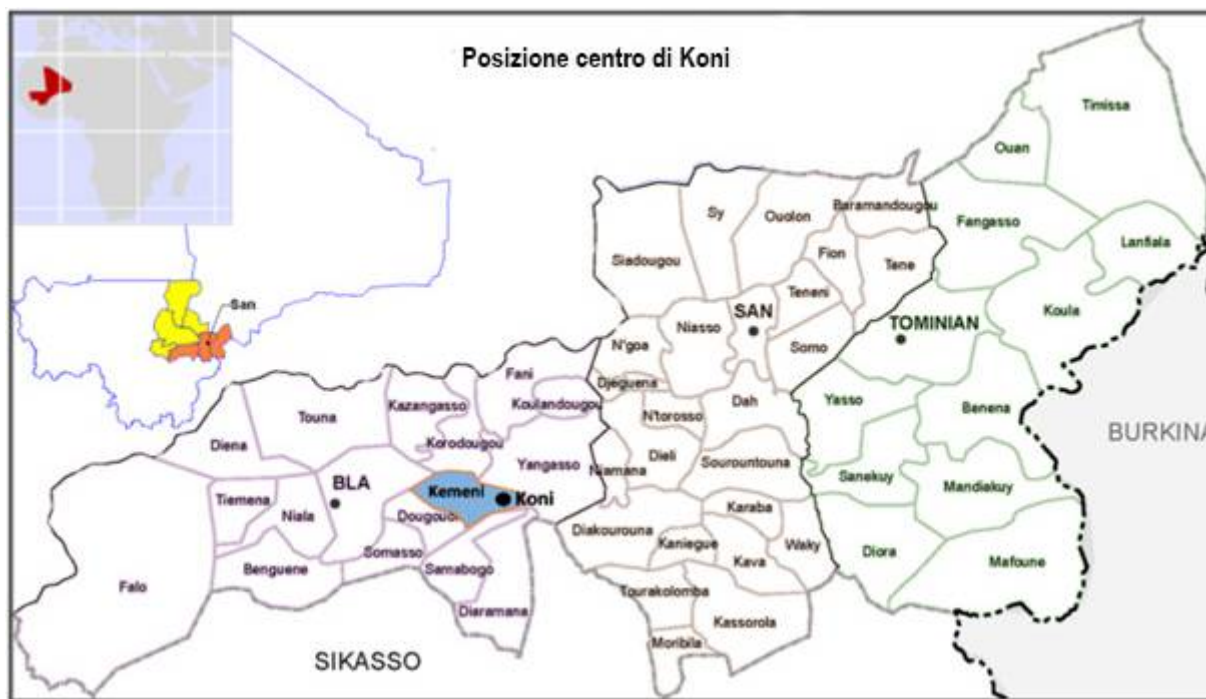 Posizione centro di Koni
Timissa
Ouan
Baramandougou
Sy
Ouolon
Fangasso
Lanfiala
Fion
Tene
Siadougou
Teneni
San
SAN
Niasso
TOMINIAN
Koula
Somo
N'goa
Fani
Djeguena
Koulandougou
Kazangasso
Touna
N'torosso
Dah
Yasso
Benena
BURKINA
Diena
Korodougou
Yangasso
Niamana
Dieli
Sourountouna
Sanekuy
Mandiakuy
BLA
Kemeni
Koni
Tiemena
Niala
Dougouol
Karaba
Diakourouna
Kaniegue
Waky
Kava
Diora
Mafoune
Somasso
Samabogo
Benguene
Falo
Diaramana
Tourakolomba
Kassorola
Moribila
SIKASSO